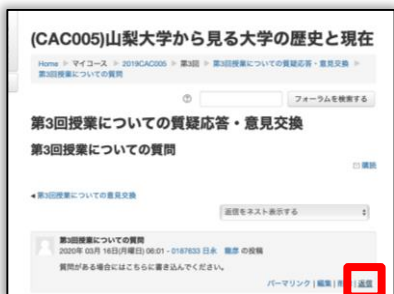 (CAC005)山梨大学から見る大学の歴史と現在
Home ▶ マイコース ▶ 2019CAC005 ▶ 第3回 ▶ 第3回授業についての質疑応答・意見交換 ▶
第3回授業についての質問
フォーラムを検索する
第3回授業についての質疑応答・意見交換
第3回授業についての質問
購読
◀第3回授業についての意見交換
返信をネスト表示する
第3回授業についての質問
2020年 03月 16日(月曜日) 06:01 - 0187633 日永 の投稿
質問がある場合にはこちらに書き込んでください。
パーマリンク | 編集 | | 返信